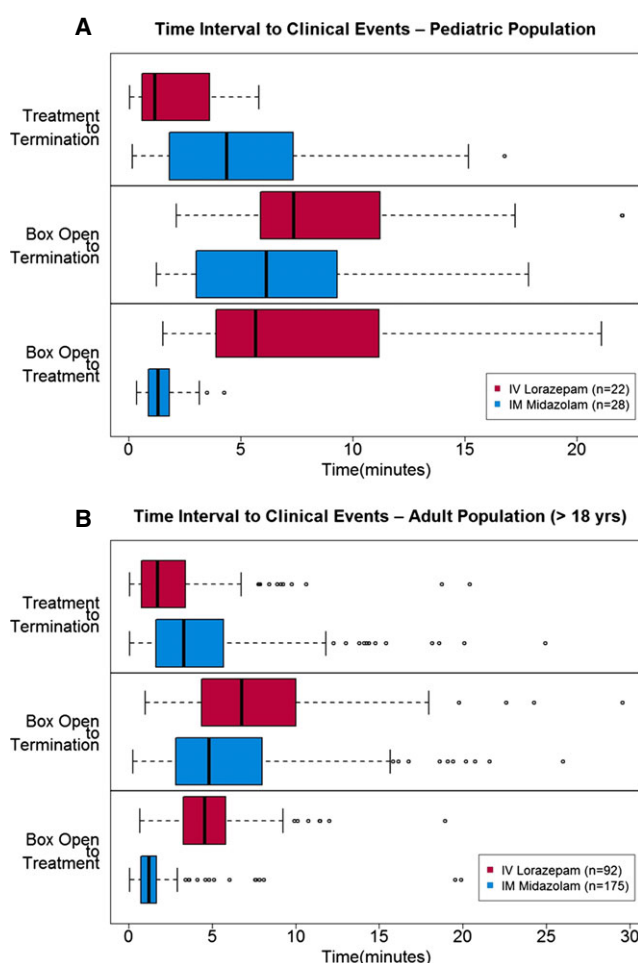 A
Time Interval to Clinical Events – Pediatric Population
Treatment
to
Termination
Box Open
to
Termination
Box Open
to
Treatment
IV Lorazepam (n=22)
IM Midazolam (n=28)
0 5 10 15 20
Time(minutes)
B
Time Interval to Clinical Events – Adult Population (> 18 yrs)
Treatment
to
Termination
Box Open
to
Termination
Box Open
to
Treatment
IV Lorazepam (n=92)
IM Midazolam (n=175)
0 5 10 15 20 25 30
Time(minutes)